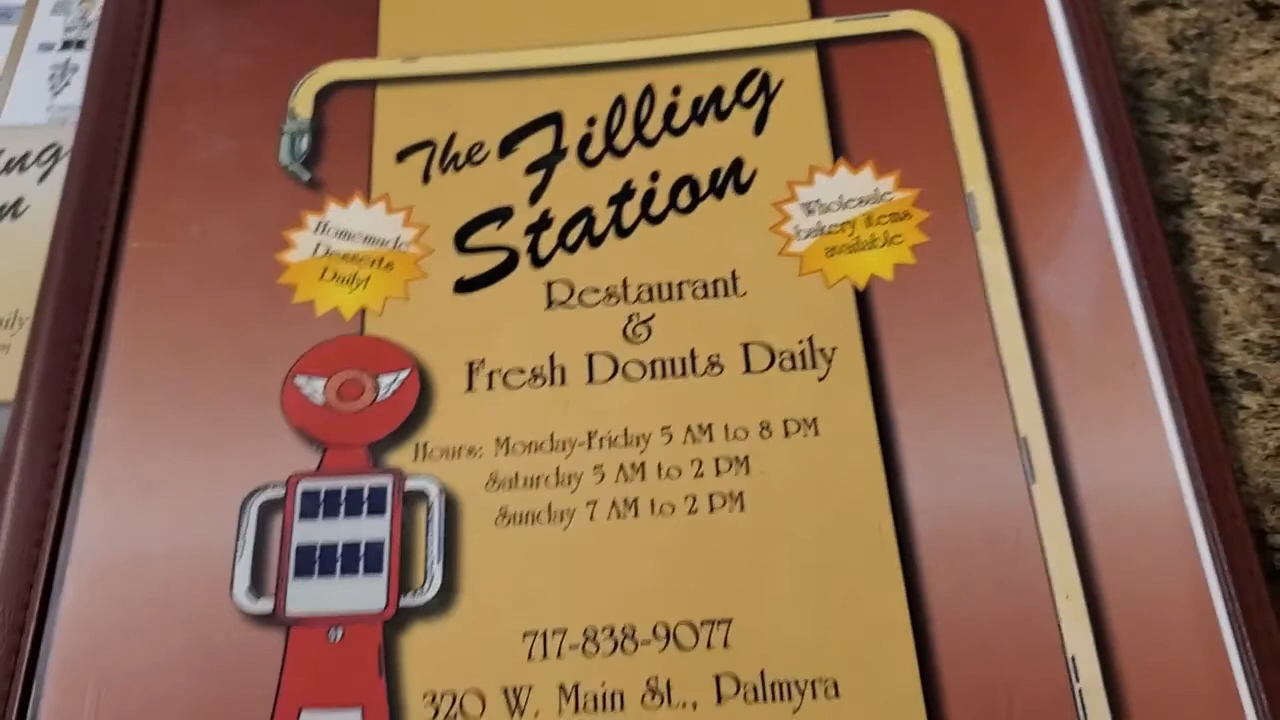 The Filling
Station
Homemade
Desserts
Daily!
Wholesale
bakery items
available
Restaurant
&
Fresh Donuts Daily
Hours: Monday-Friday 5 AM to 8 PM
Saturday 5 AM to 2 PM
Sunday 7 AM to 2 PM
717-838-9077
320 W. Main St., Palmyra